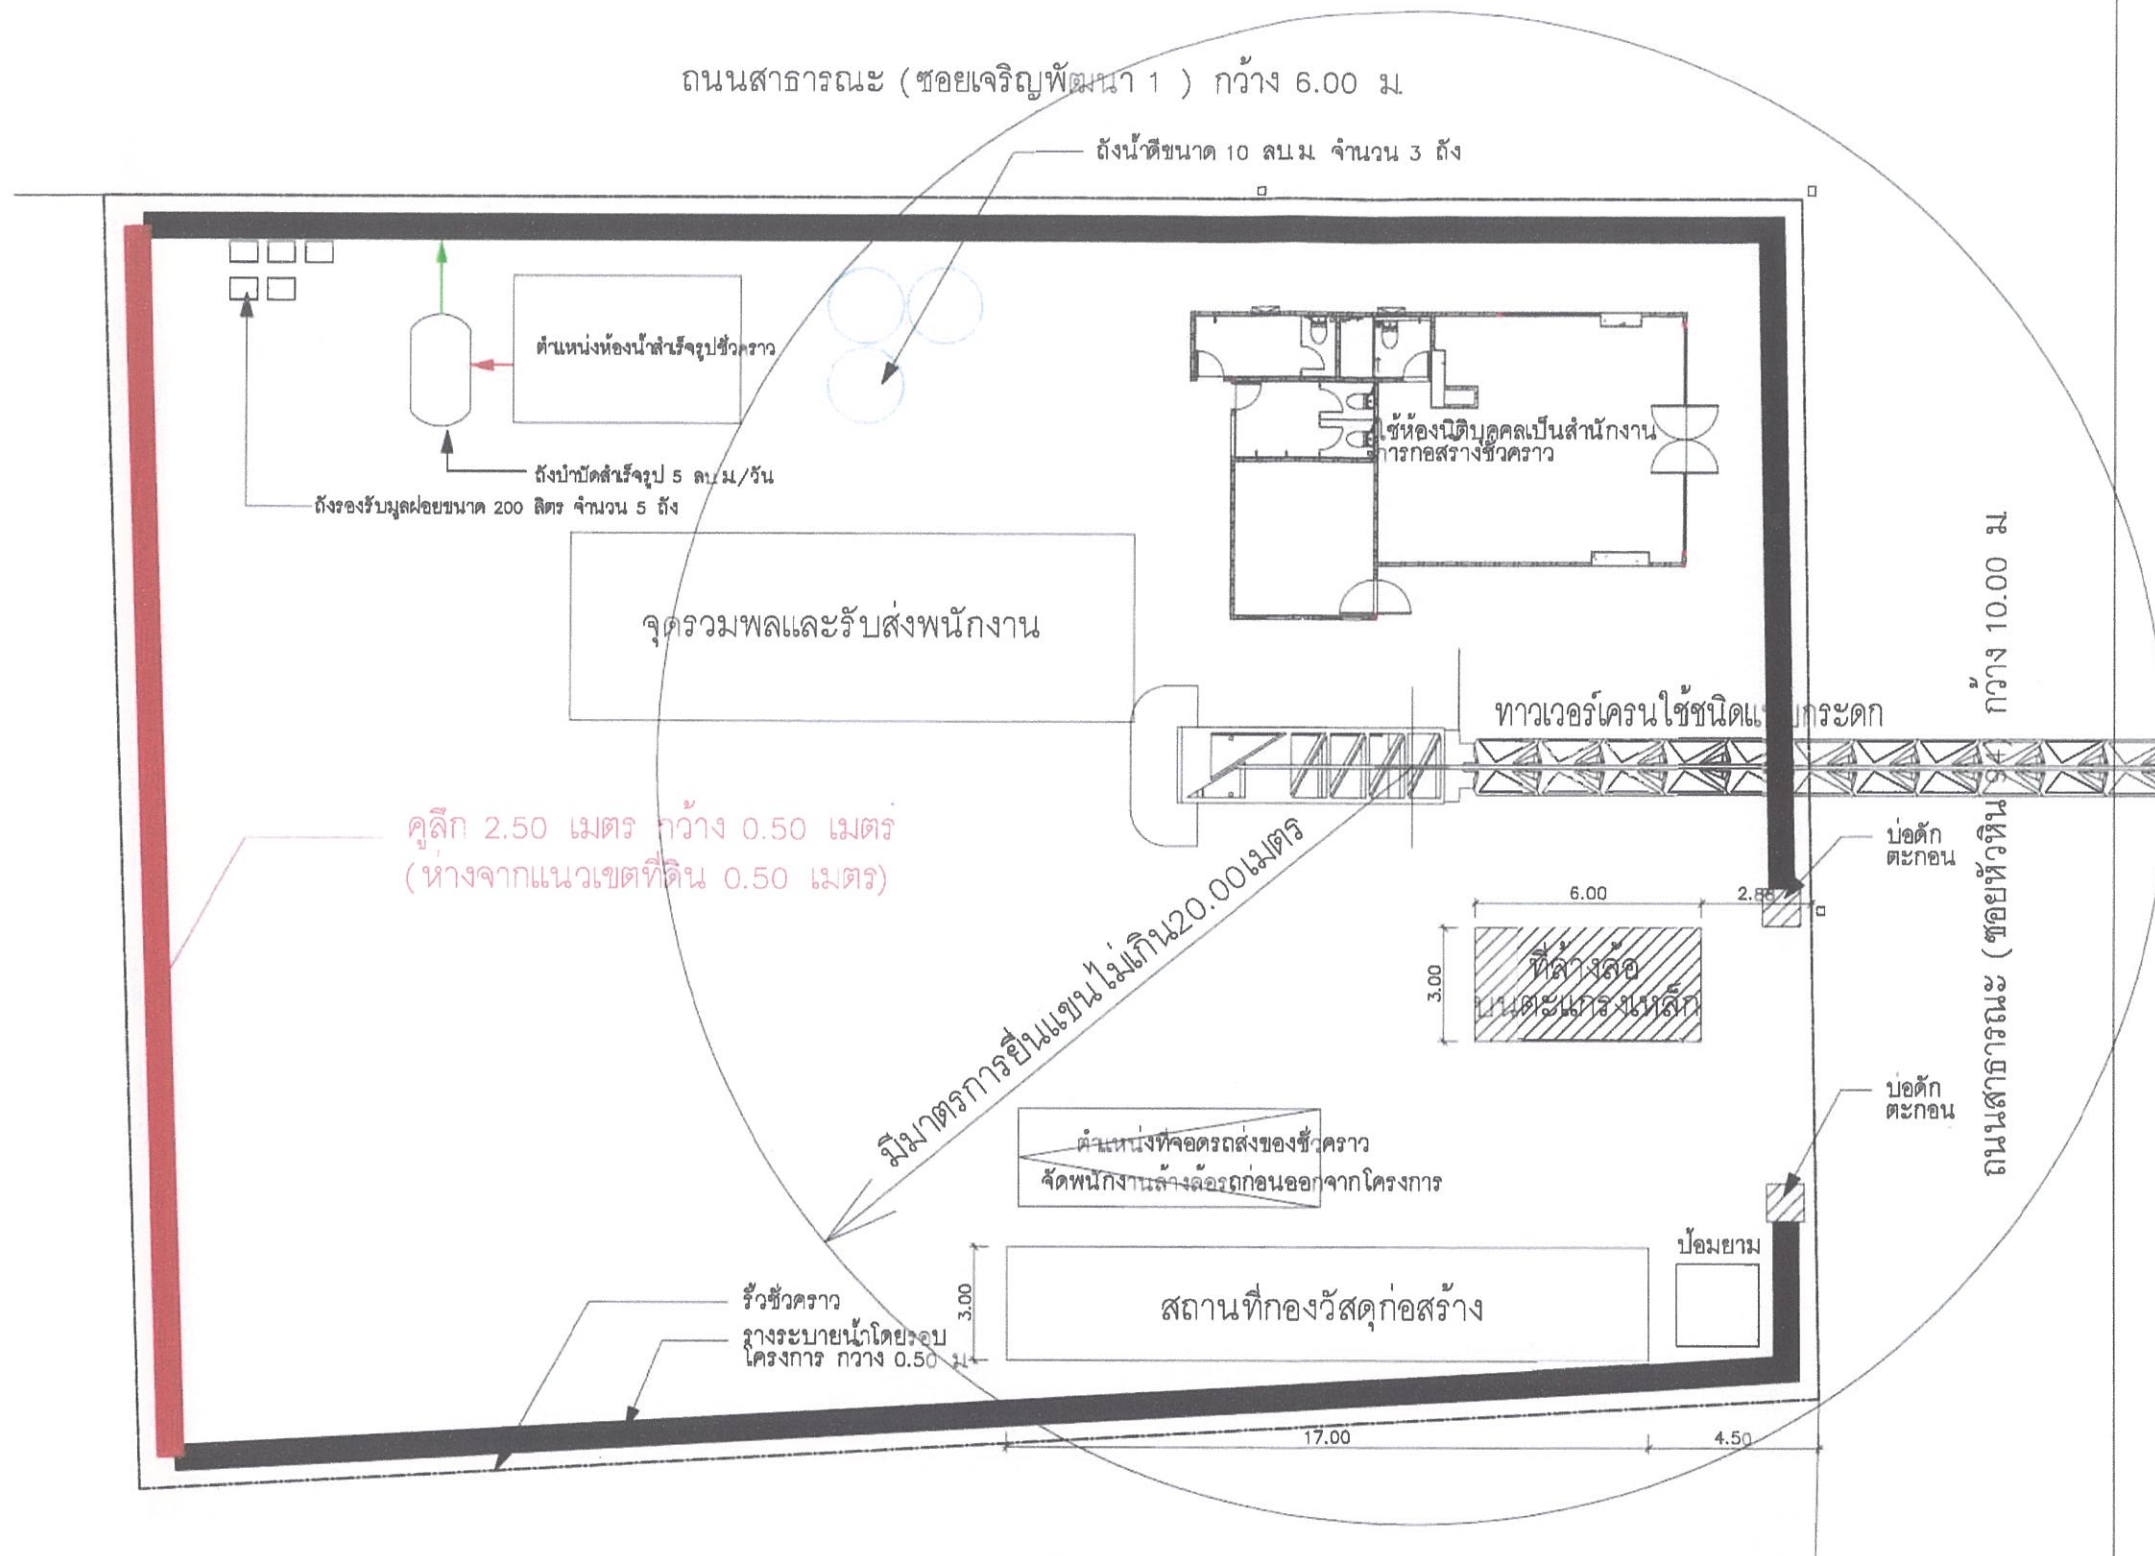 ถนนสาธารณะ (ซอยเจริญพัฒนา 1 ) กว้าง 6.00 ม.
ถังน้ำดีขนาด 10 ลบ.ม. จำนวน 3 ถัง
ตำแหน่งห้องน้ำสำเร็จรูปชั่วคราว
ถังบำบัดสำเร็จรูป 5 ลบ.ม/วัน
ถังรองรับมูลฝอยขนาด 200 ลิตร จำนวน 5 ถัง
ใช้ห้องนิติบุคคลเป็นสำนักงาน
การก่อสร้างชั่วคราว
จุดรวมพลและรับส่งพนักงาน
ทาวเวอร์เครนใช้ชนิดแบบกระดก
ถนนสาธารณะ (ซอยหัวหิน 94) กว้าง 10.00 ม.
คูลึก 2.50 เมตร กว้าง 0.50 เมตร
(ห่างจากแนวเขตที่ดิน 0.50 เมตร)
มีมาตรการยื่นแขนไม่เกิน20.00เมตร
บ่อดัก
ตะกอน
6.00
2.88
3.00
ที่ล้างล้อ
บนตะแกรงเหล็ก
บ่อดัก
ตะกอน
ตำแหน่งที่จอดรถส่งของชั่วคราว
จัดพนักงานล้างล้อรถก่อนออกจากโครงการ
ป้อมยาม
รั้วชั่วคราว
รางระบายน้ำโดยรอบ
โครงการ กว้าง 0.50 ม
3.00
สถานที่กองวัสดุก่อสร้าง
17.00
4.50